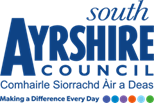 south
AYRSHIRE
COUNCIL
Comhairle Siorrachd Àir a Deas
Making a Difference Every Day